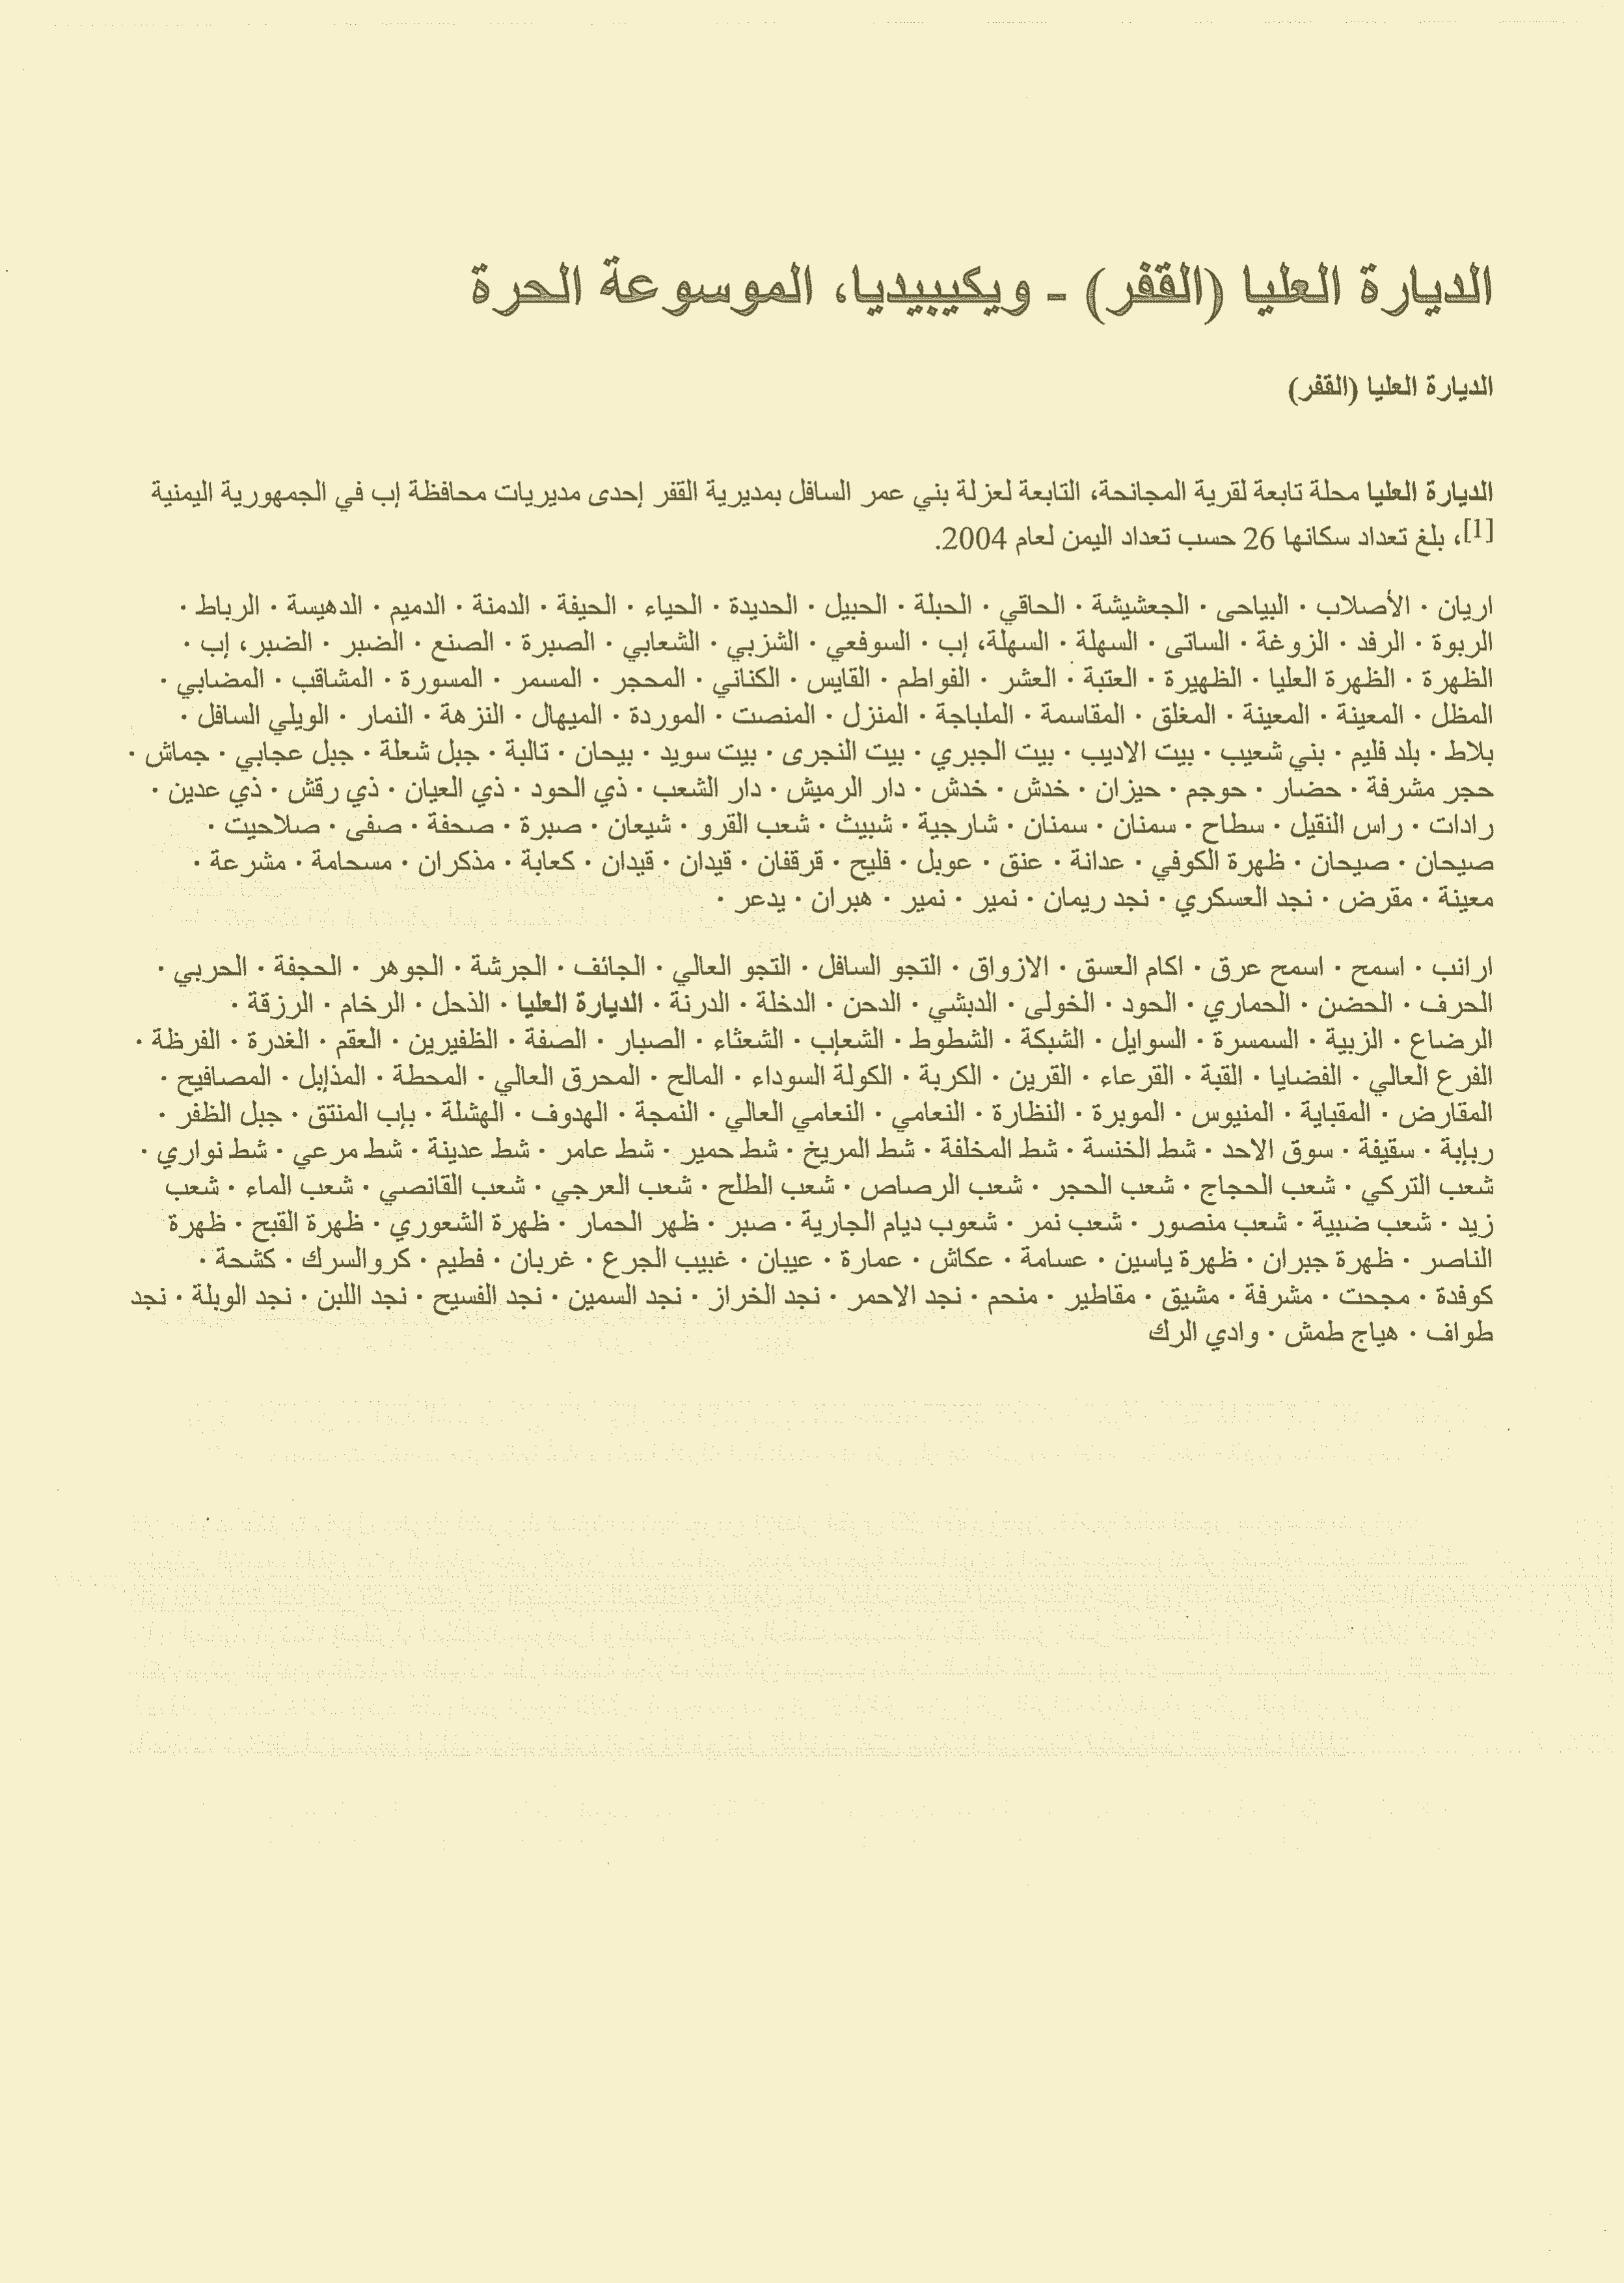 الديارة العليا (القفر) - ويكيبيديا، الموسوعة الحرة
الديارة العليا (القفر)
الديارة العليا محلة تابعة لقرية المجانحة، التابعة لعزلة بني عمر السافل بمديرية القفر إحدى مديريات محافظة إب في الجمهورية اليمنية
[1]، بلغ تعداد سكانها 26 حسب تعداد اليمن لعام 2004.
اريان · الأصلاب · البياحى · الجعشيشة · الحاقي · الحبلة · الحبيل · الحديدة · الحياء · الحيفة · الدمنة · الدميم · الدهيسة · الرباط ·
الربوة · الرفد · الزوغة · الساتى · السهلة · السهلة، إب · السوفعي · الشزبي · الشعابي · الصبرة · الصنع · الضبر · الضبر، إب ·
الظهرة · الظهرة العليا · الظهيرة · العتبة · العشر · الفواطم · القايس · الكناني · المحجر · المسمر · المسورة · المشاقب · المضابي ·
المظل · المعينة · المعينة · المغلق · المقاسمة · الملباجة · المنزل · المنصت · الموردة · الميهال · النزهة · النمار · الويلي السافل ·
بلاط · بلد فليم · بني شعيب · بيت الاديب · بيت الجبري · بيت النجرى · بيت سويد · بيحان · تالبة · جبل شعلة · جبل عجابي · جماش ·
حجر مشرفة · حضار · حوجم · حيزان · خدش · خدش · دار الرميش · دار الشعب · ذي الحود · ذي العيان · ذي رقش · ذي عدين ·
رادات · راس النقيل · سطاح · سمنان · سمنان · شارجية · شبيث · شعب القرو · شيعان · صبرة · صحفة · صفى · صلاحيت ·
صيحان · صيحان · ظهرة الكوفي · عدانة · عنق · عوبل · فليح · قرقفان · قيدان · قيدان · كعابة · مذكران · مسحامة · مشرعة ·
معينة · مقرض · نجد العسكري · نجد ريمان · نمير · نمير · هبران · يدعر ·
ارانب · اسمح · اسمح عرق · اكام العسق · الازواق · التجو السافل · التجو العالي · الجائف · الجرشة · الجوهر · الحجفة · الحربي ·
الحرف · الحضن · الحماري · الحود · الخولى · الدبشي · الدحن · الدخلة · الدرنة · الديارة العليا · الذحل · الرخام · الرزقة ·
الرضاع · الزبية · السمسرة · السوايل · الشبكة · الشطوط · الشعاب · الشعثاء · الصبار · الصفة · الظفيرين · العقم · الغدرة · الفرظة ·
الفرع العالي · الفضايا · القبة · القرعاء · القرين · الكربة · الكولة السوداء · المالح · المحرق العالي · المحطة · المذابل · المصافيح ·
المقارض · المقباية · المنيوس · الموبرة · النظارة · النعامي · النعامي العالي · النمجة · الهدوف · الهشلة · باب المنتق · جبل الظفر ·
ربابة · سقيفة · سوق الاحد · شط الخنسة · شط المخلفة · شط المريخ · شط حمير · شط عامر · شط عدينة · شط مرعي · شط نواري ·
شعب التركي · شعب الحجاج · شعب الحجر · شعب الرصاص · شعب الطلح · شعب العرجي · شعب القانصي · شعب الماء · شعب
زيد · شعب ضبية · شعب منصور · شعب نمر · شعوب ديام الجارية · صبر · ظهر الحمار · ظهرة الشعوري · ظهرة القبح · ظهرة
الناصر · ظهرة جبران · ظهرة ياسين · عسامة · عكاش · عمارة · عيبان · غبيب الجرع · غربان · فطيم · كرو السرك · كشحة ·
كوفدة · مجحت · مشرفة · مشيق · مقاطير · منحم · نجد الاحمر · نجد الخراز · نجد السمين · نجد الفسيح · نجد اللبن · نجد الوبلة · نجد
طواف · هياج طمش · وادي الرك